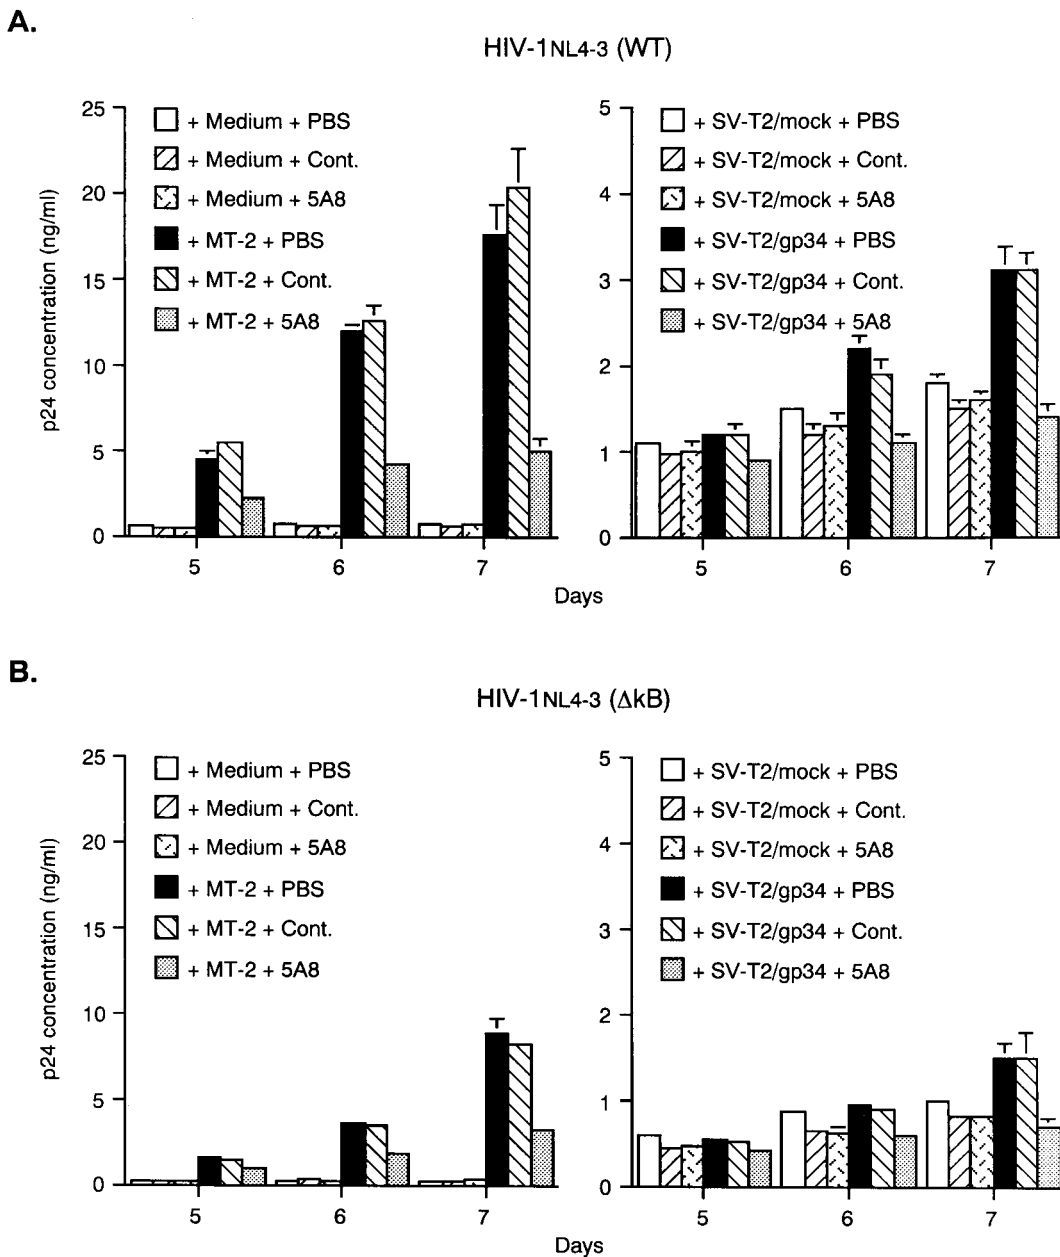 A.
HIV-1NL4-3 (WT)
p24 concentration (ng/ml)
25
20
15
10
5
0
+ Medium + PBS
+ Medium + Cont.
+ Medium + 5A8
+ MT-2 + PBS
+ MT-2 + Cont.
+ MT-2 + 5A8
5 6 7
5
4
3
2
1
0
+ SV-T2/mock + PBS
+ SV-T2/mock + Cont.
+ SV-T2/mock + 5A8
+ SV-T2/gp34 + PBS
+ SV-T2/gp34 + Cont.
+ SV-T2/gp34 + 5A8
5 6 7
Days
B.
HIV-1NL4-3 (ΔkB)
p24 concentration (ng/ml)
25
20
15
10
5
0
+ Medium + PBS
+ Medium + Cont.
+ Medium + 5A8
+ MT-2 + PBS
+ MT-2 + Cont.
+ MT-2 + 5A8
5 6 7
5
4
3
2
1
0
+ SV-T2/mock + PBS
+ SV-T2/mock + Cont.
+ SV-T2/mock + 5A8
+ SV-T2/gp34 + PBS
+ SV-T2/gp34 + Cont.
+ SV-T2/gp34 + 5A8
5 6 7
Days